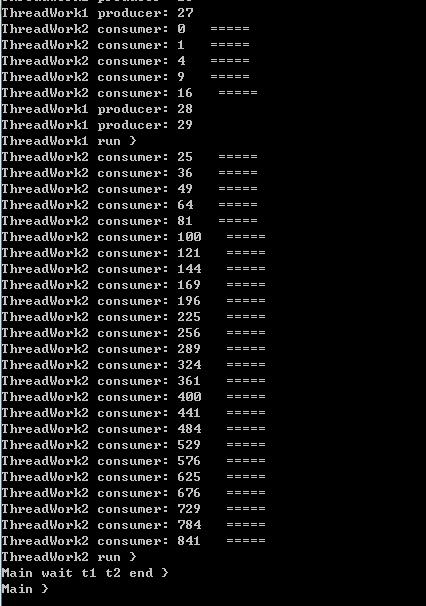 ThreadWork1 producer: 27
ThreadWork2 consumer: 0   =====
ThreadWork2 consumer: 1   =====
ThreadWork2 consumer: 4   =====
ThreadWork2 consumer: 9   =====
ThreadWork2 consumer: 16   =====
ThreadWork1 producer: 28
ThreadWork1 producer: 29
ThreadWork1 run }
ThreadWork2 consumer: 25   =====
ThreadWork2 consumer: 36   =====
ThreadWork2 consumer: 49   =====
ThreadWork2 consumer: 64   =====
ThreadWork2 consumer: 81   =====
ThreadWork2 consumer: 100   =====
ThreadWork2 consumer: 121   =====
ThreadWork2 consumer: 144   =====
ThreadWork2 consumer: 169   =====
ThreadWork2 consumer: 196   =====
ThreadWork2 consumer: 225   =====
ThreadWork2 consumer: 256   =====
ThreadWork2 consumer: 289   =====
ThreadWork2 consumer: 324   =====
ThreadWork2 consumer: 361   =====
ThreadWork2 consumer: 400   =====
ThreadWork2 consumer: 441   =====
ThreadWork2 consumer: 484   =====
ThreadWork2 consumer: 529   =====
ThreadWork2 consumer: 576   =====
ThreadWork2 consumer: 625   =====
ThreadWork2 consumer: 676   =====
ThreadWork2 consumer: 729   =====
ThreadWork2 consumer: 784   =====
ThreadWork2 consumer: 841   =====
ThreadWork2 run }
Main wait t1 t2 end }
Main }